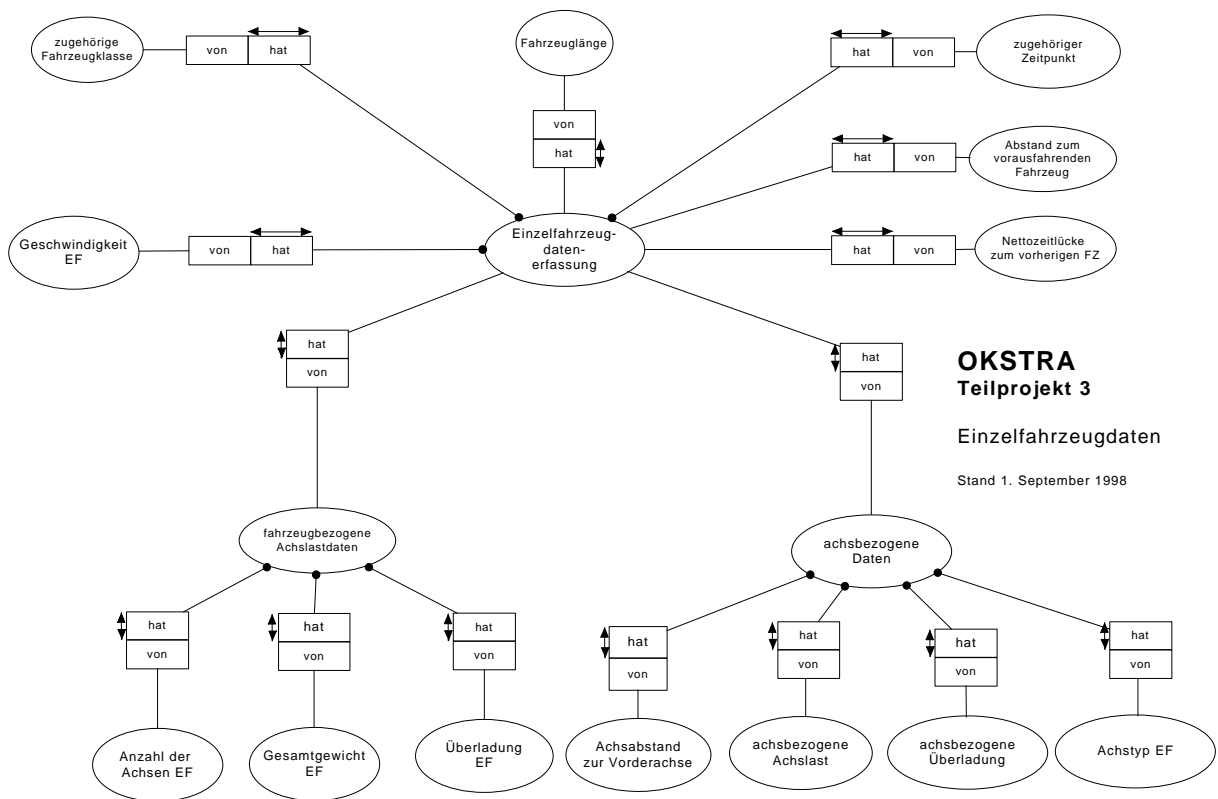 zugehörige
Fahrzeugklasse
von
hat
Fahrzeuglänge
von
hat
hat
von
zugehöriger
Zeitpunkt
hat
von
Abstand zum
vorausfahrenden
Fahrzeug
Geschwindigkeit
EF
von
hat
Einzelfahrzeug-
daten-
erfassung
hat
von
Nettozeitlücke
zum vorherigen FZ
hat
von
hat
von
OKSTRA
Teilprojekt 3
Einzelfahrzeugdaten
Stand 1. September 1998
fahrzeugbezogene
Achslastdaten
achsbezogene
Daten
hat
von
hat
von
hat
von
hat
von
hat
von
hat
von
hat
von
Anzahl der
Achsen EF
Gesamtgewicht
EF
Überladung
EF
Achsabstand
zur Vorderachse
achsbezogene
Achslast
achsbezogene
Überladung
Achstyp EF